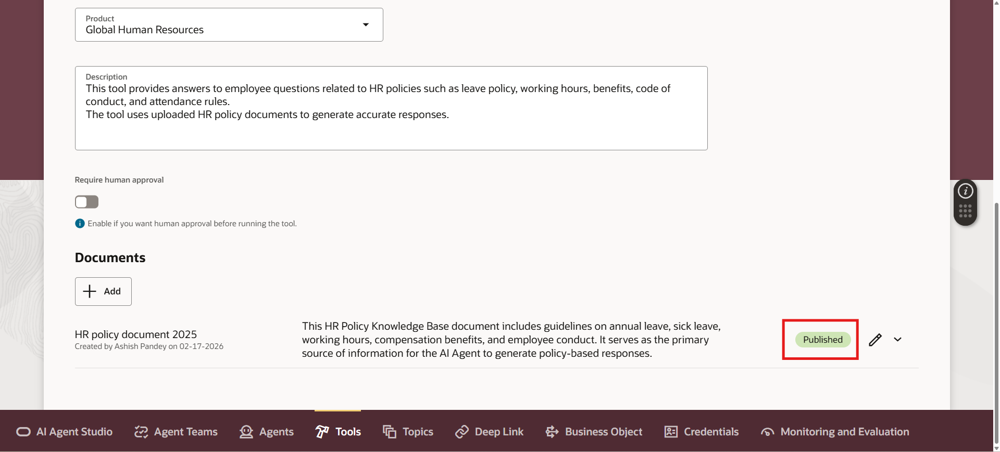 Product
Global Human Resources
Description
This tool provides answers to employee questions related to HR policies such as leave policy, working hours, benefits, code of
conduct, and attendance rules.
The tool uses uploaded HR policy documents to generate accurate responses.
Require human approval
Enable if you want human approval before running the tool.
Documents
Add
HR policy document 2025
Created by Ashish Pandey on 02-17-2026
This HR Policy Knowledge Base document includes guidelines on annual leave, sick leave,
working hours, compensation benefits, and employee conduct. It serves as the primary
source of information for the AI Agent to generate policy-based responses.
Published
AI Agent Studio
Agent Teams
Agents
Tools
Topics
Deep Link
Business Object
Credentials
Monitoring and Evaluation